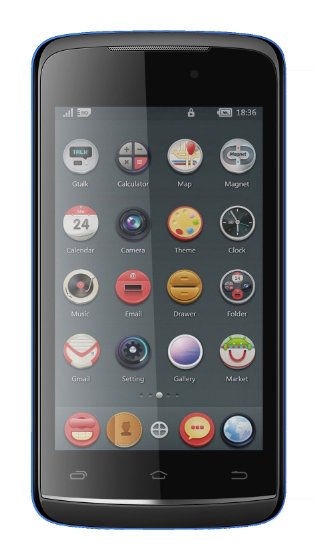 18:36
TALK
Magnet
Gtalk Calculator Map Magnet
24
Calendar Camera Theme Clock
Music Email Drawer Folder
Gmail Setting Gallery Market